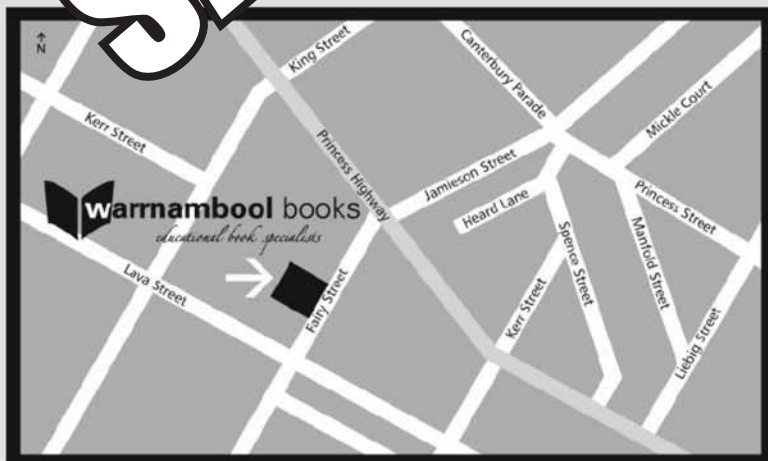 N
King Street
Canterbury Parade
Kerr Street
Princess Highway
Mickle Court
Jamieson Street
Heard Lane
Princess Street
warrnambool books
educational book specialists
Spence Street
Manfold Street
Lava Street
Fairy Street
Kerr Street
Liebig Street